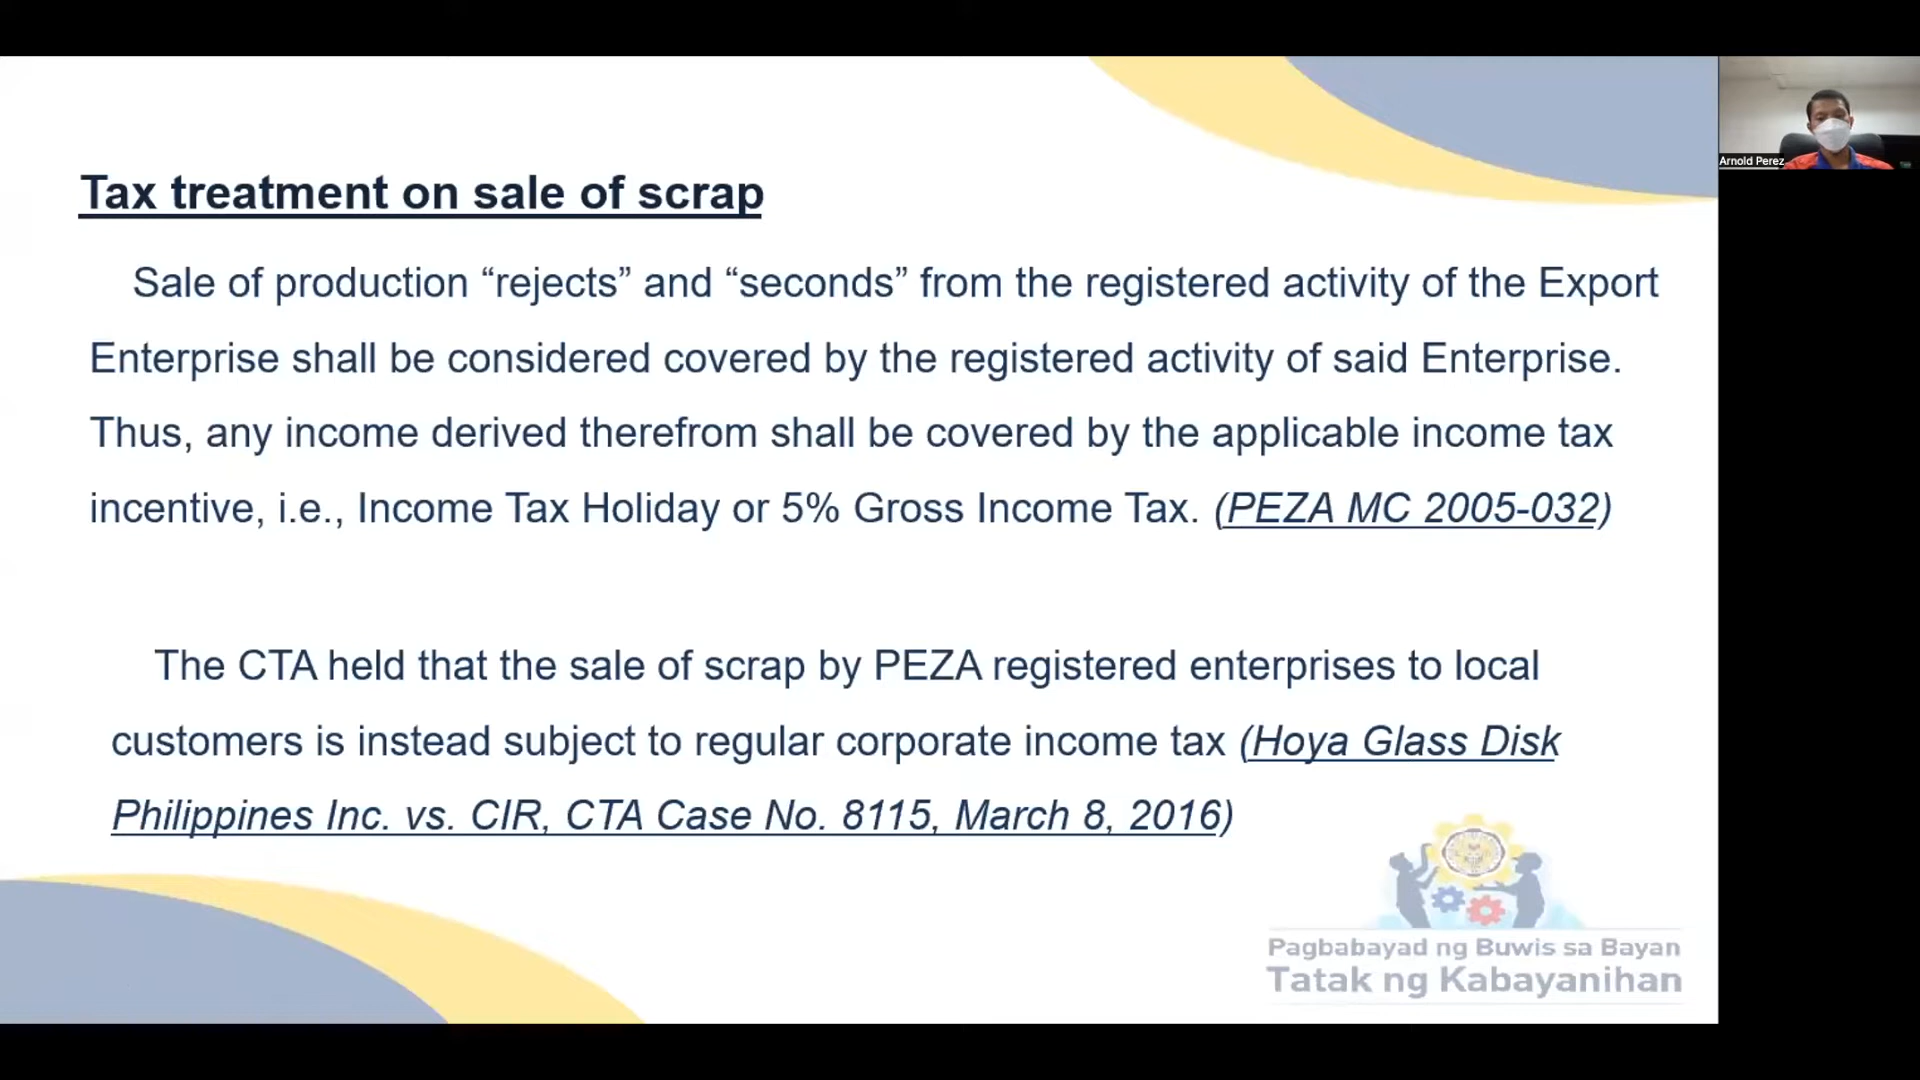 Tax treatment on sale of scrap
Sale of production “rejects” and “seconds” from the registered activity of the Export
Enterprise shall be considered covered by the registered activity of said Enterprise.
Thus, any income derived therefrom shall be covered by the applicable income tax
incentive, i.e., Income Tax Holiday or 5% Gross Income Tax. (PEZA MC 2005-032)
The CTA held that the sale of scrap by PEZA registered enterprises to local
customers is instead subject to regular corporate income tax (Hoya Glass Disk
Philippines Inc. vs. CIR, CTA Case No. 8115, March 8, 2016)
Pagbabayad ng Buwis sa Bayan
Tatak ng Kabayanihan
Arnold Perez